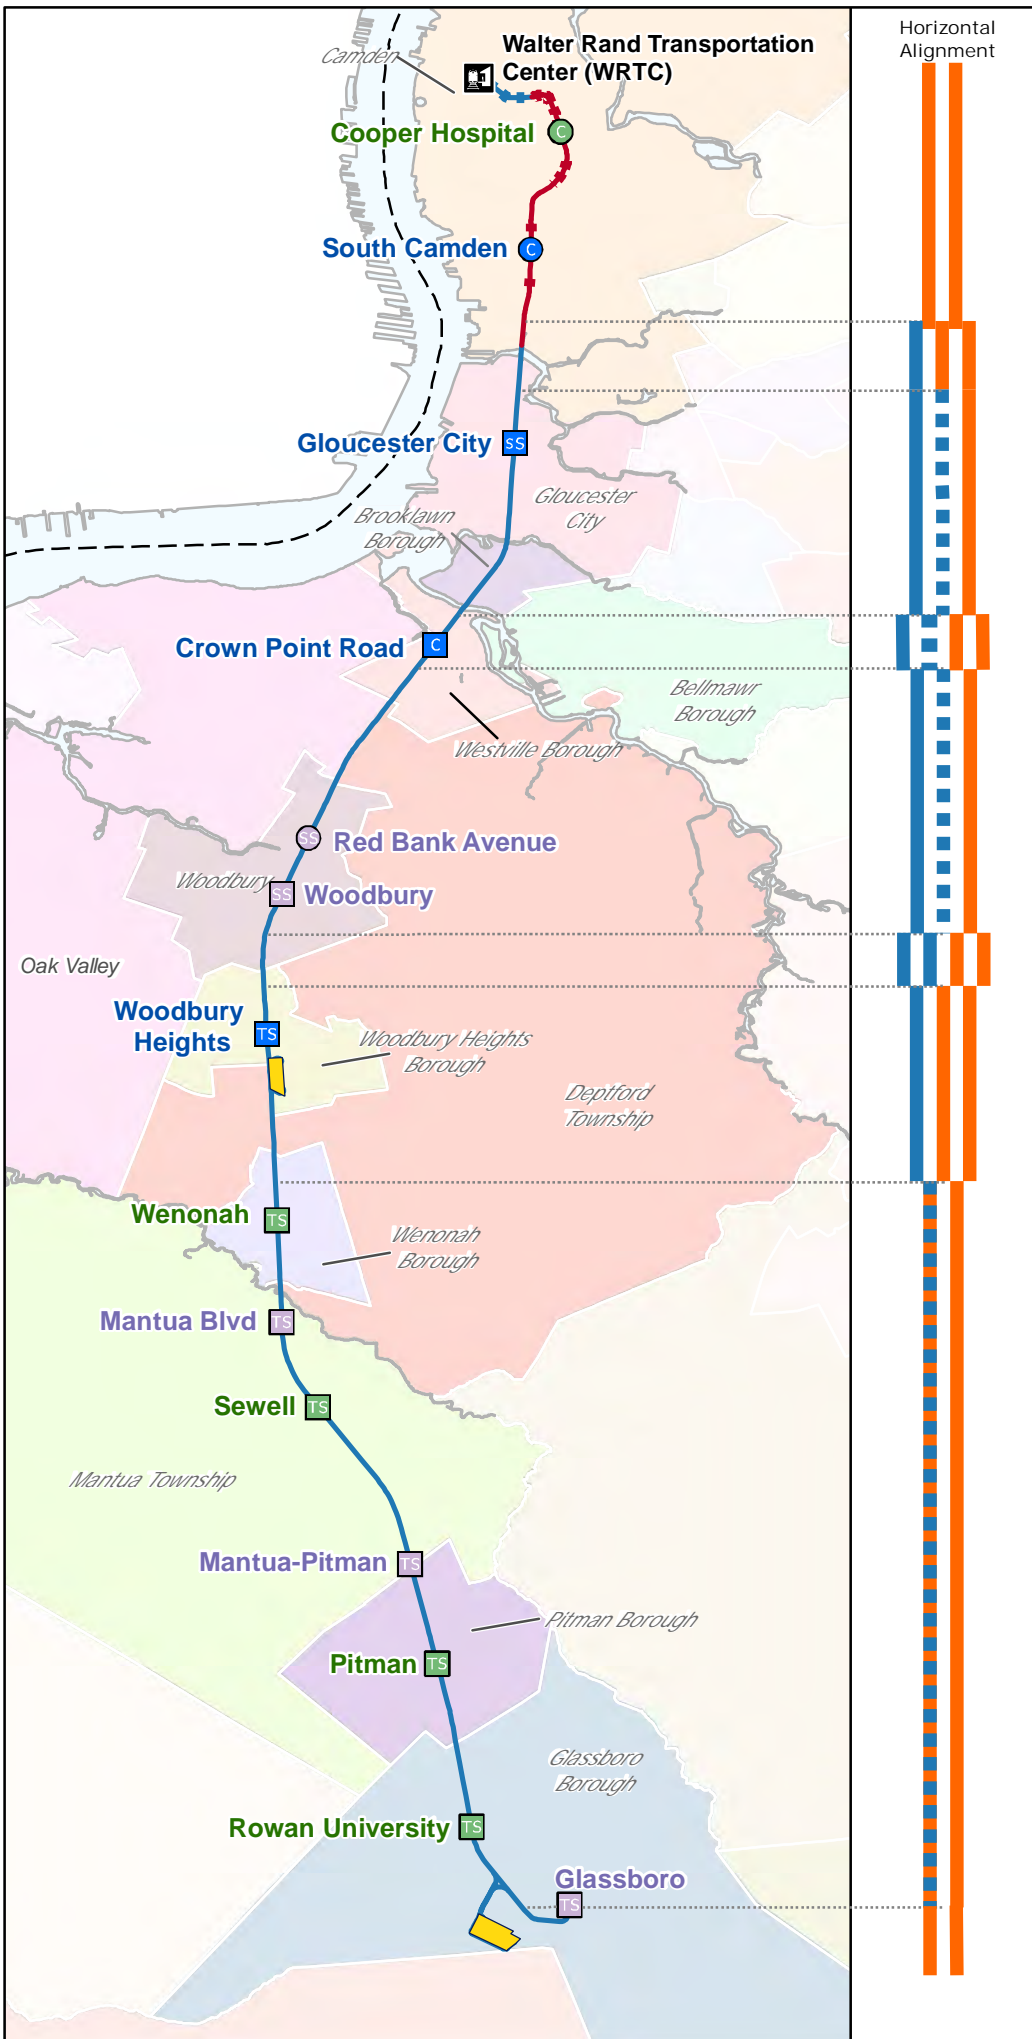 Horizontal
Alignment
Walter Rand Transportation
Center (WRTC)
Camden
Cooper Hospital
C
South Camden
C
Gloucester City
SS
Gloucester
City
Brooklawn
Borough
Crown Point Road
C
Bellmawr
Borough
Westville Borough
SS
Red Bank Avenue
Woodbury
SS
Woodbury
Oak Valley
Woodbury
Heights
TS
Woodbury Heights
Borough
Deptford
Township
Wenonah
TS
Wenonah
Borough
Mantua Blvd
TS
Sewell
TS
Mantua Township
Mantua-Pitman
TS
Pitman Borough
Pitman
TS
Glassboro
Borough
Rowan University
TS
Glassboro
TS